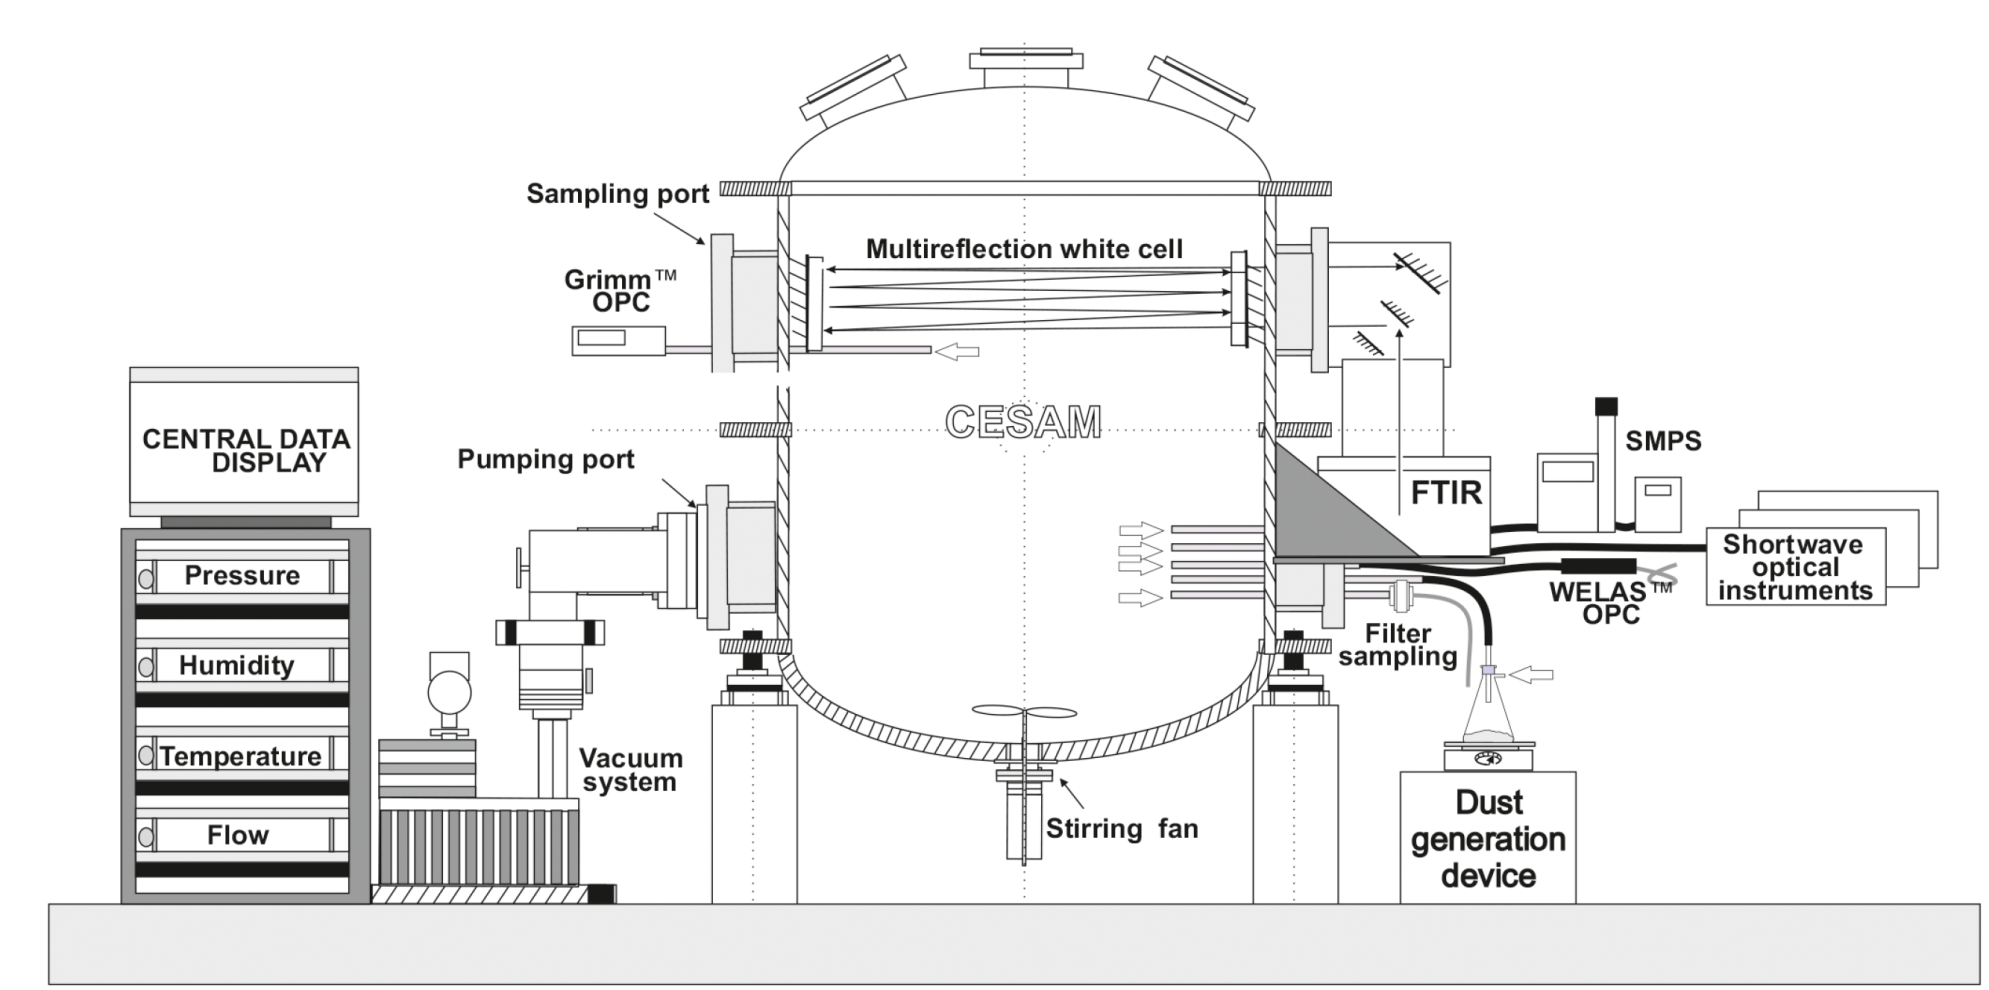 Sampling port
Multireflection white cell
Grimm™
OPC
CESAM
CENTRAL DATA
DISPLAY
Pumping port
SMPS
FTIR
Shortwave
optical
instruments
Pressure
WELAS™
OPC
Filter
sampling
Humidity
Temperature
Vacuum
system
Flow
Stirring fan
Dust
generation
device